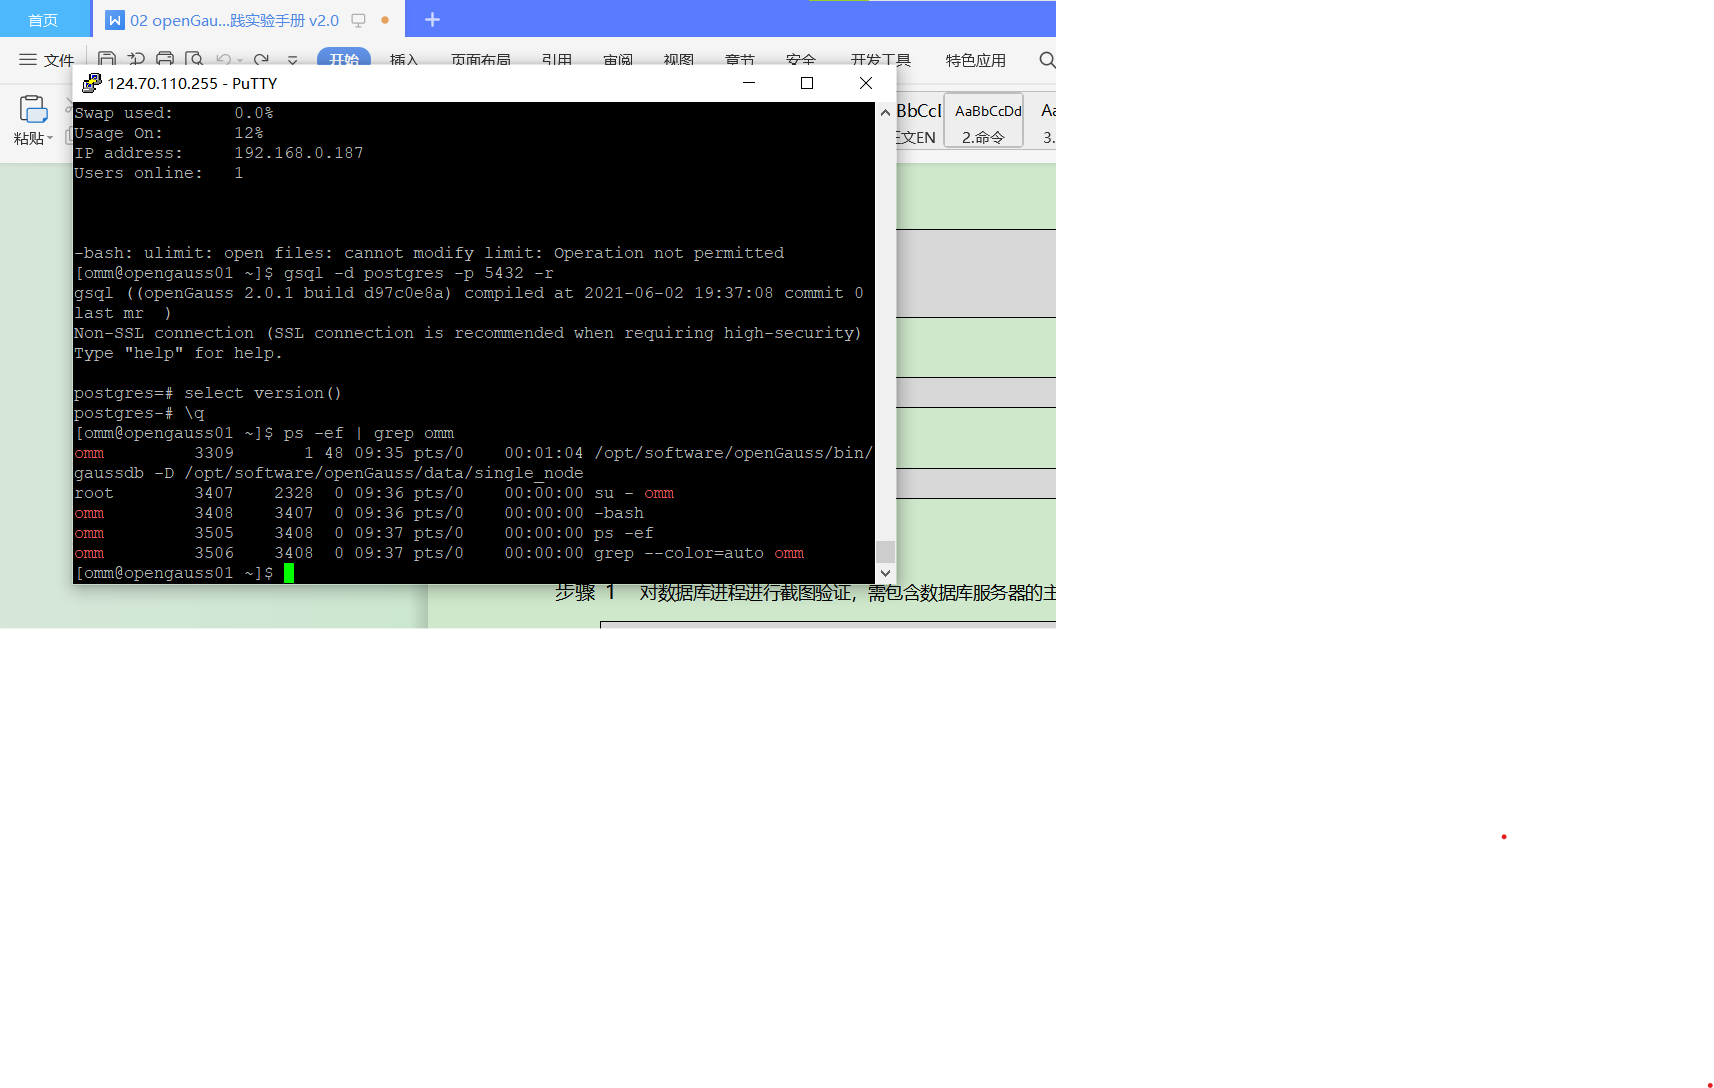 首页
02 openGau...践实验手册 v2.0
文件
开始
插入
页面布局
引用
审阅
视图
章节
安全
开发工具
特色应用
粘贴
124.70.110.255 - PuTTY
AaBbCcDd
文EN
2.命令
3.
Swap used:      0.0%
Usage On:       12%
IP address:     192.168.0.187
Users online:   1
-bash: ulimit: open files: cannot modify limit: Operation not permitted
[omm@opengauss01 ~]$ gsql -d postgres -p 5432 -r
gsql ((openGauss 2.0.1 build d97c0e8a) compiled at 2021-06-02 19:37:08 commit 0
last mr  )
Non-SSL connection (SSL connection is recommended when requiring high-security)
Type "help" for help.
postgres=# select version()
postgres-# \q
[omm@opengauss01 ~]$ ps -ef | grep omm
omm         3309       1 48 09:35 pts/0    00:01:04 /opt/software/openGauss/bin/
gaussdb -D /opt/software/openGauss/data/single_node
root        3407    2328  0 09:36 pts/0    00:00:00 su - omm
omm         3408    3407  0 09:36 pts/0    00:00:00 -bash
omm         3505    3408  0 09:37 pts/0    00:00:00 ps -ef
omm         3506    3408  0 09:37 pts/0    00:00:00 grep --color=auto omm
[omm@opengauss01 ~]$
步骤 1 对数据库进程进行截图验证，需包含数据库服务器的主